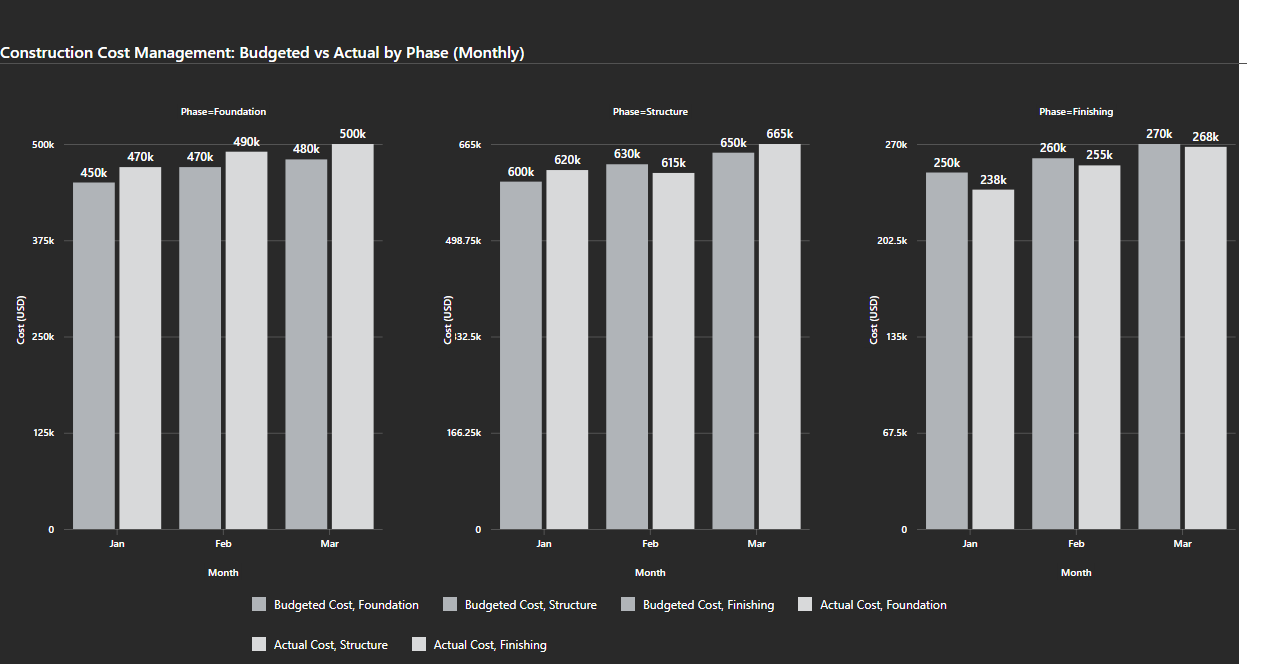 Construction Cost Management: Budgeted vs Actual by Phase (Monthly)
Phase=Foundation
Phase=Structure
Phase=Finishing
500k
375k
250k
125k
0
Cost (USD)
450k
470k
470k
490k
480k
500k
Jan
Feb
Mar
Month
665k
498.75k
332.5k
166.25k
0
Cost (USD)
600k
620k
630k
615k
650k
665k
Jan
Feb
Mar
Month
270k
202.5k
135k
67.5k
0
Cost (USD)
250k
238k
260k
255k
270k
268k
Jan
Feb
Mar
Month
Budgeted Cost, Foundation
Budgeted Cost, Structure
Budgeted Cost, Finishing
Actual Cost, Foundation
Actual Cost, Structure
Actual Cost, Finishing